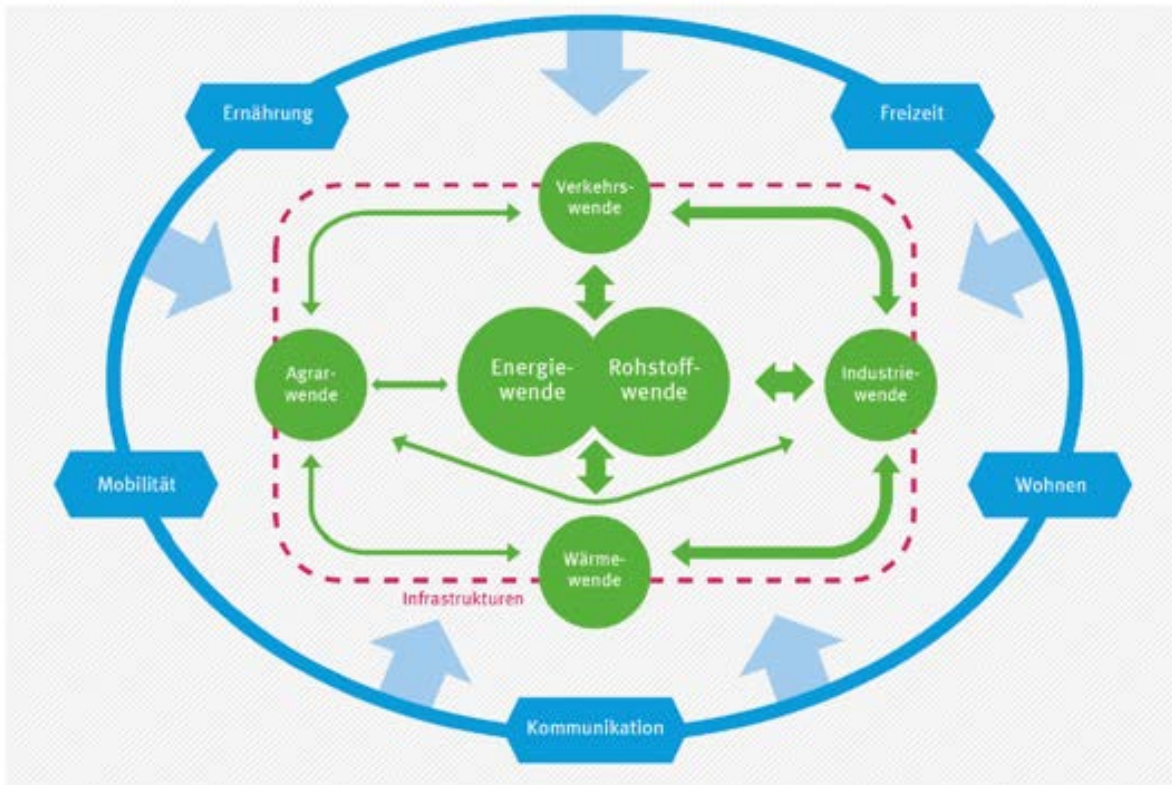 Ernährung
Freizeit
Verkehrs-
wende
Energie-
wende
Rohstoff-
wende
Agrar-
wende
Industrie-
wende
Mobilität
Wohnen
Wärme-
wende
Infrastrukturen
Kommunikation